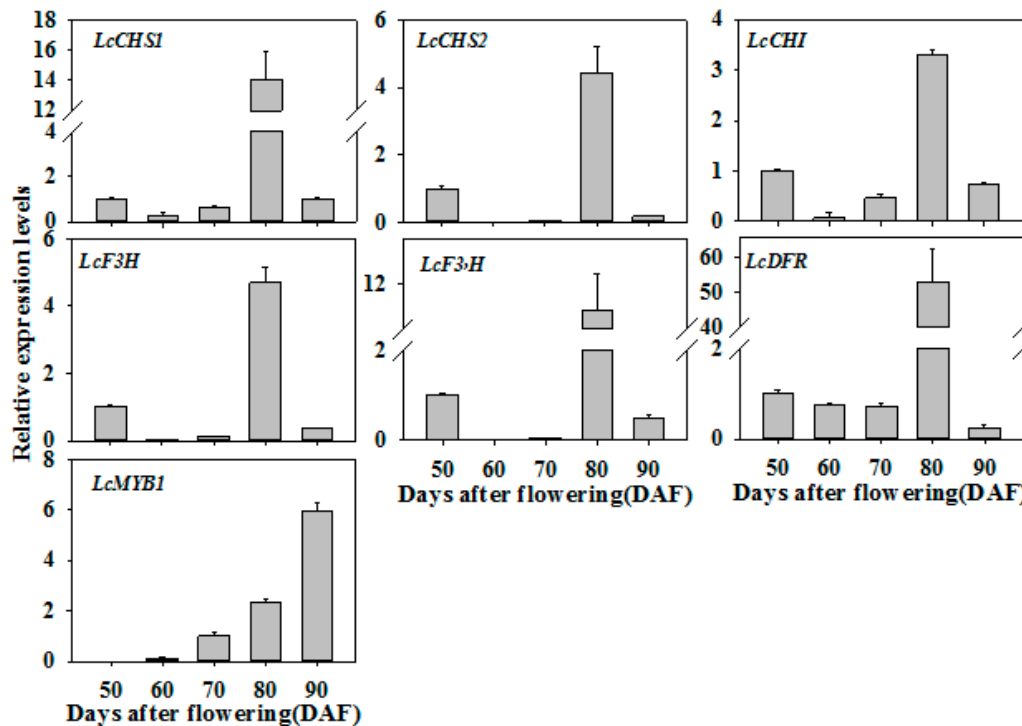 LcCHS1
18
16
14
12
4
2
0
LcCHS2
6
4
2
0
LcCHI
4
3
2
1
0
Relative expression levels
LcF3H
6
4
2
0
LcF3›H
12
2
0
50 60 70 80 90
Days after flowering(DAF)
LcDFR
60
50
40
2
0
50 60 70 80 90
Days after flowering(DAF)
LcMYB1
8
6
4
2
0
50 60 70 80 90
Days after flowering(DAF)